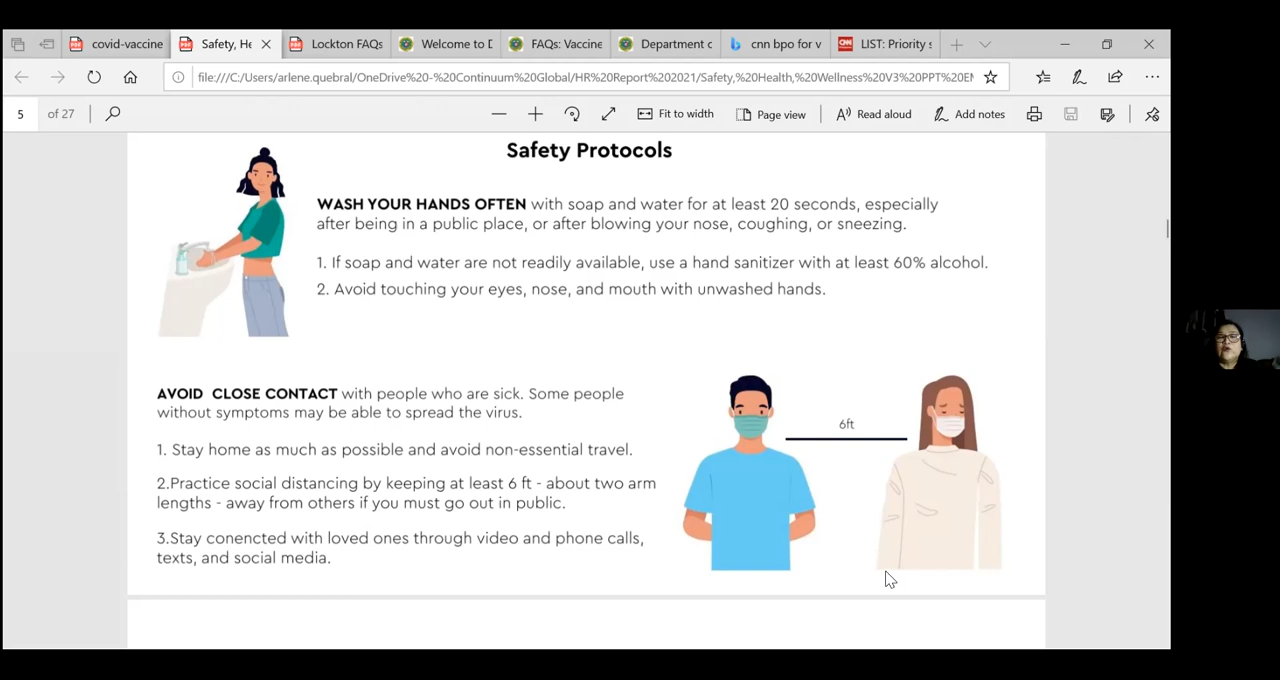 covid-vaccine
Safety, He
Lockton FAQs
Welcome to D
FAQs: Vaccine
Department o
cnn bpo for v
LIST: Priority s
file:///C:/Users/arlene.quebral/OneDrive%20-%20Continuum%20Global/HR%20Report%202021/Safety,%20Health,%20Wellness%20V3%20PPT%20EN
5
of 27
Fit to width
Page view
Read aloud
Add notes
Safety Protocols
WASH YOUR HANDS OFTEN with soap and water for at least 20 seconds, especially
after being in a public place, or after blowing your nose, coughing, or sneezing.
1. If soap and water are not readily available, use a hand sanitizer with at least 60% alcohol.
2. Avoid touching your eyes, nose, and mouth with unwashed hands.
AVOID CLOSE CONTACT with people who are sick. Some people
without symptoms may be able to spread the virus.
1. Stay home as much as possible and avoid non-essential travel.
2.Practice social distancing by keeping at least 6 ft - about two arm
lengths - away from others if you must go out in public.
3.Stay conencted with loved ones through video and phone calls,
texts, and social media.
6ft